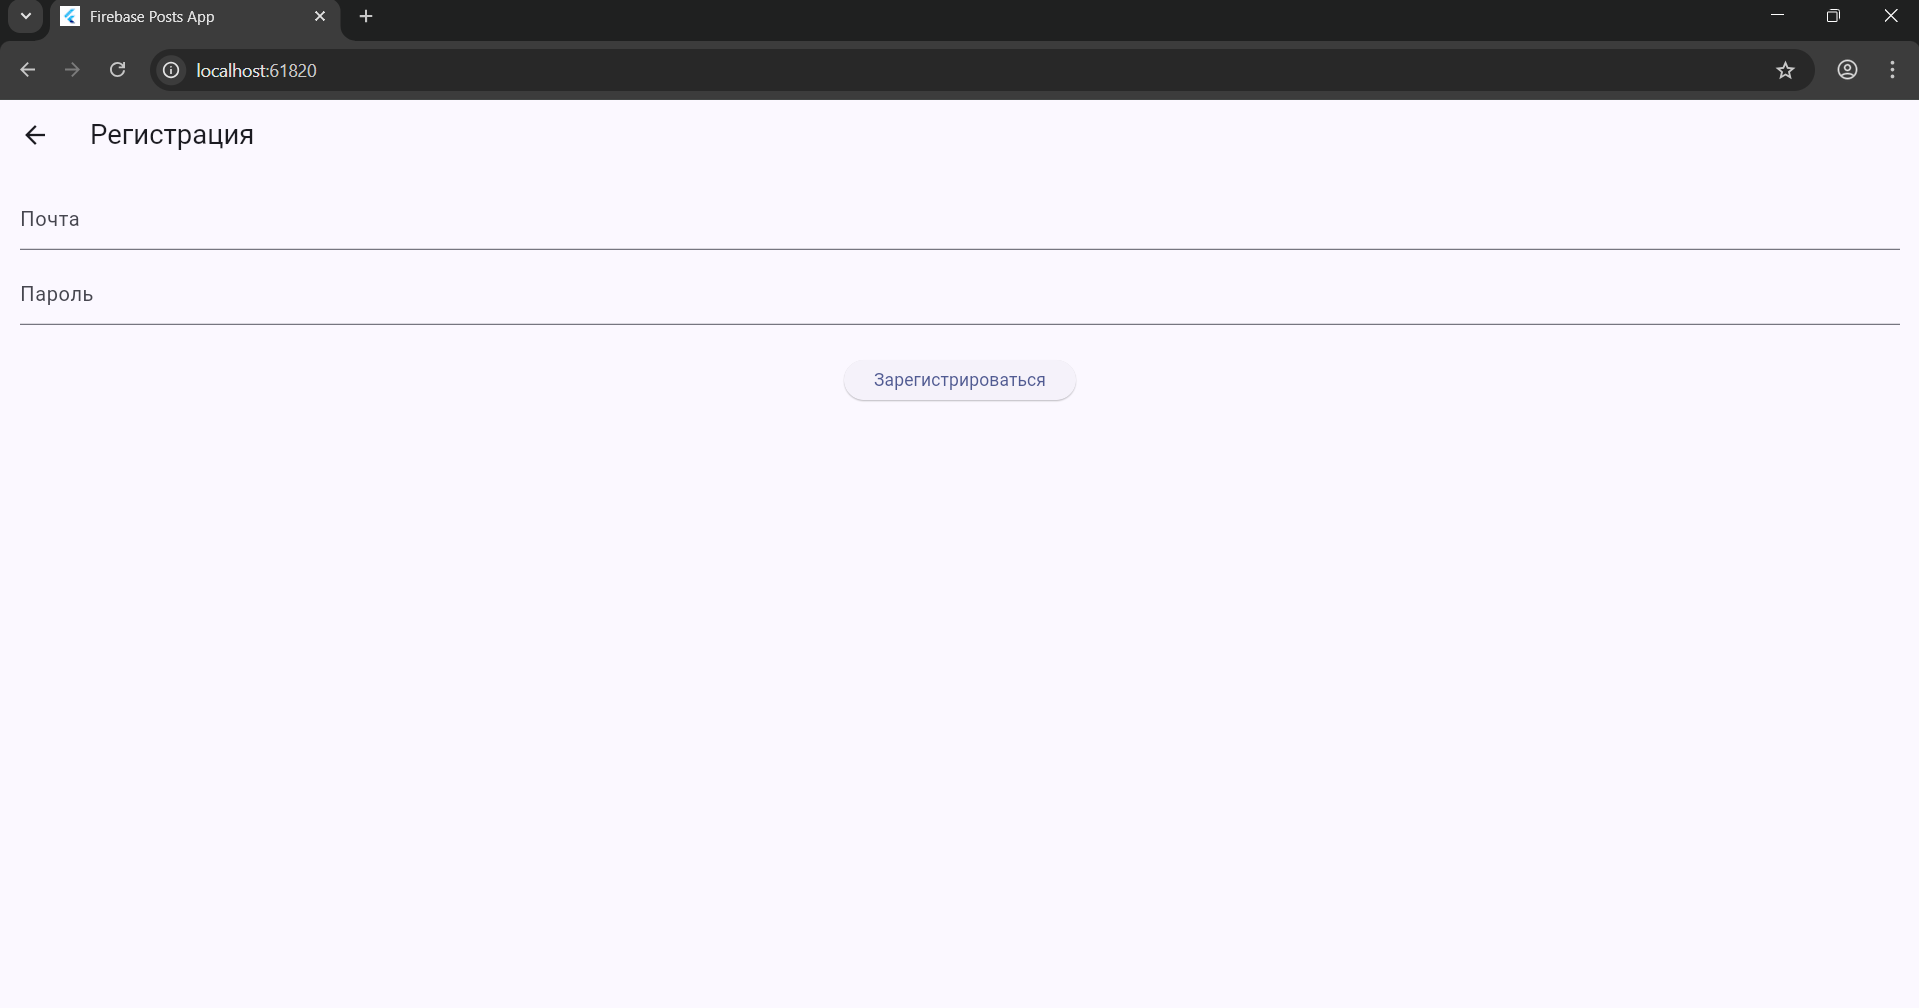 Firebase Posts App
localhost:61820
Регистрация
Почта
Пароль
Зарегистрироваться